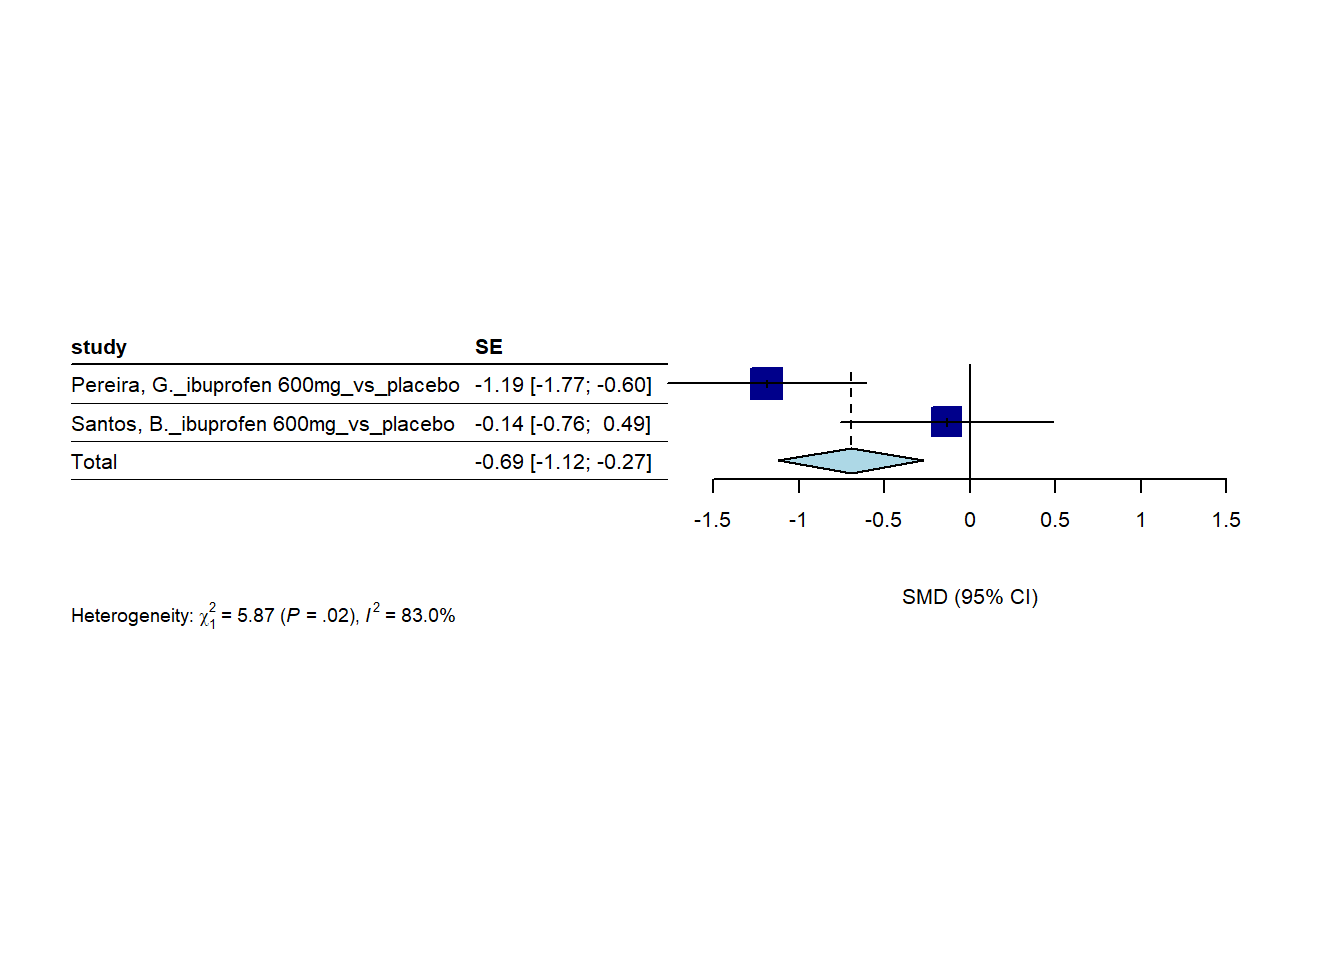 study SE
Pereira, G._ibuprofen 600mg_vs_placebo -1.19 [-1.77; -0.60]
Santos, B._ibuprofen 600mg_vs_placebo -0.14 [-0.76; 0.49]
Total -0.69 [-1.12; -0.27]
-1.5 -1 -0.5 0 0.5 1 1.5
SMD (95% CI)
Heterogeneity: χ²₁ = 5.87 (P = .02), I² = 83.0%